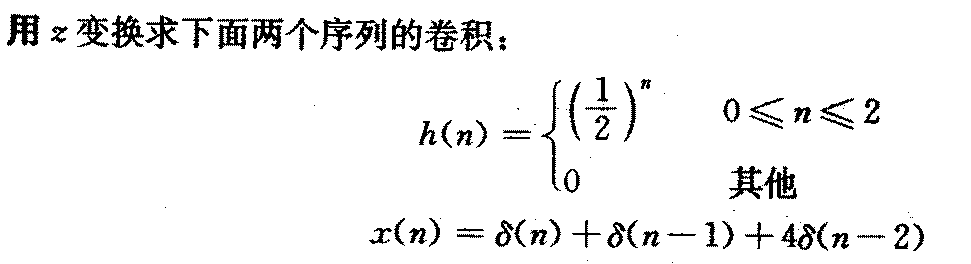 用 z 变换求下面两个序列的卷积：
h(n) = { (1/2)^n 0 ⩽ n ⩽ 2
0 其他
x(n) = δ(n) + δ(n − 1) + 4δ(n − 2)